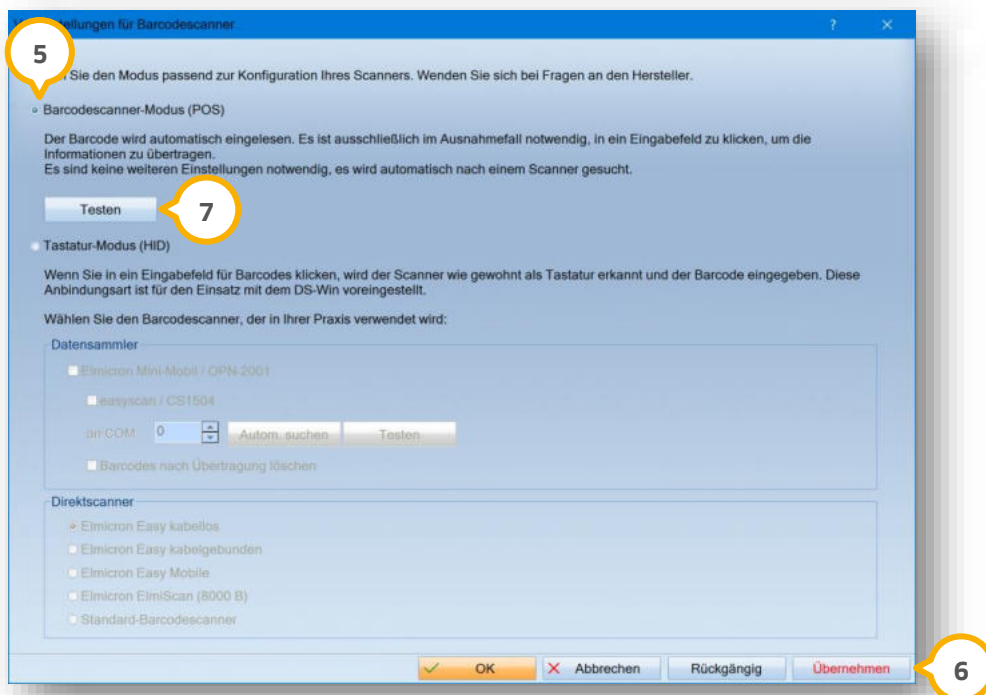 ellungen für Barcodescanner
5
Sie den Modus passend zur Konfiguration Ihres Scanners. Wenden Sie sich bei Fragen an den Hersteller.
Barcodescanner-Modus (POS)
Der Barcode wird automatisch eingelesen. Es ist ausschließlich im Ausnahmefall notwendig, in ein Eingabefeld zu klicken, um die
Informationen zu übertragen.
Es sind keine weiteren Einstellungen notwendig, es wird automatisch nach einem Scanner gesucht.
Testen 7
Tastatur-Modus (HID)
Wenn Sie in ein Eingabefeld für Barcodes klicken, wird der Scanner wie gewohnt als Tastatur erkannt und der Barcode eingegeben. Diese
Anbindungsart ist für den Einsatz mit dem DS-Win voreingestellt.
Wählen Sie den Barcodescanner, der in Ihrer Praxis verwendet wird:
Datensammler
Elmicron Mini-Mobil / OPN-2001
easyscan / CS1504
an COM 0 Autom. suchen Testen
Barcodes nach Übertragung löschen
Direktscanner
Elmicron Easy kabellos
Elmicron Easy kabelgebunden
Elmicron Easy Mobile
Elmicron ElmiScan (8000 B)
Standard-Barcodescanner
OK Abbrechen Rückgängig Übernehmen 6